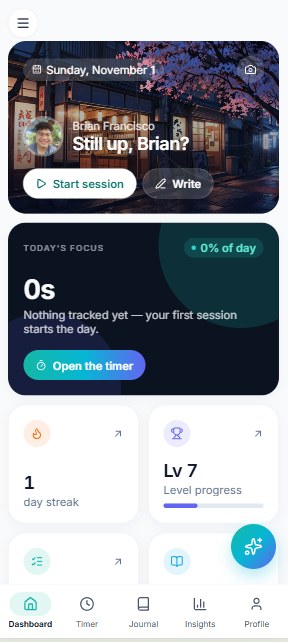 Sunday, November 1
Brian Francisco
Still up, Brian?
Start session
Write
TODAY'S FOCUS
0% of day
0s
Nothing tracked yet — your first session
starts the day.
Open the timer
1
day streak
Lv 7
Level progress
Dashboard
Timer
Journal
Insights
Profile